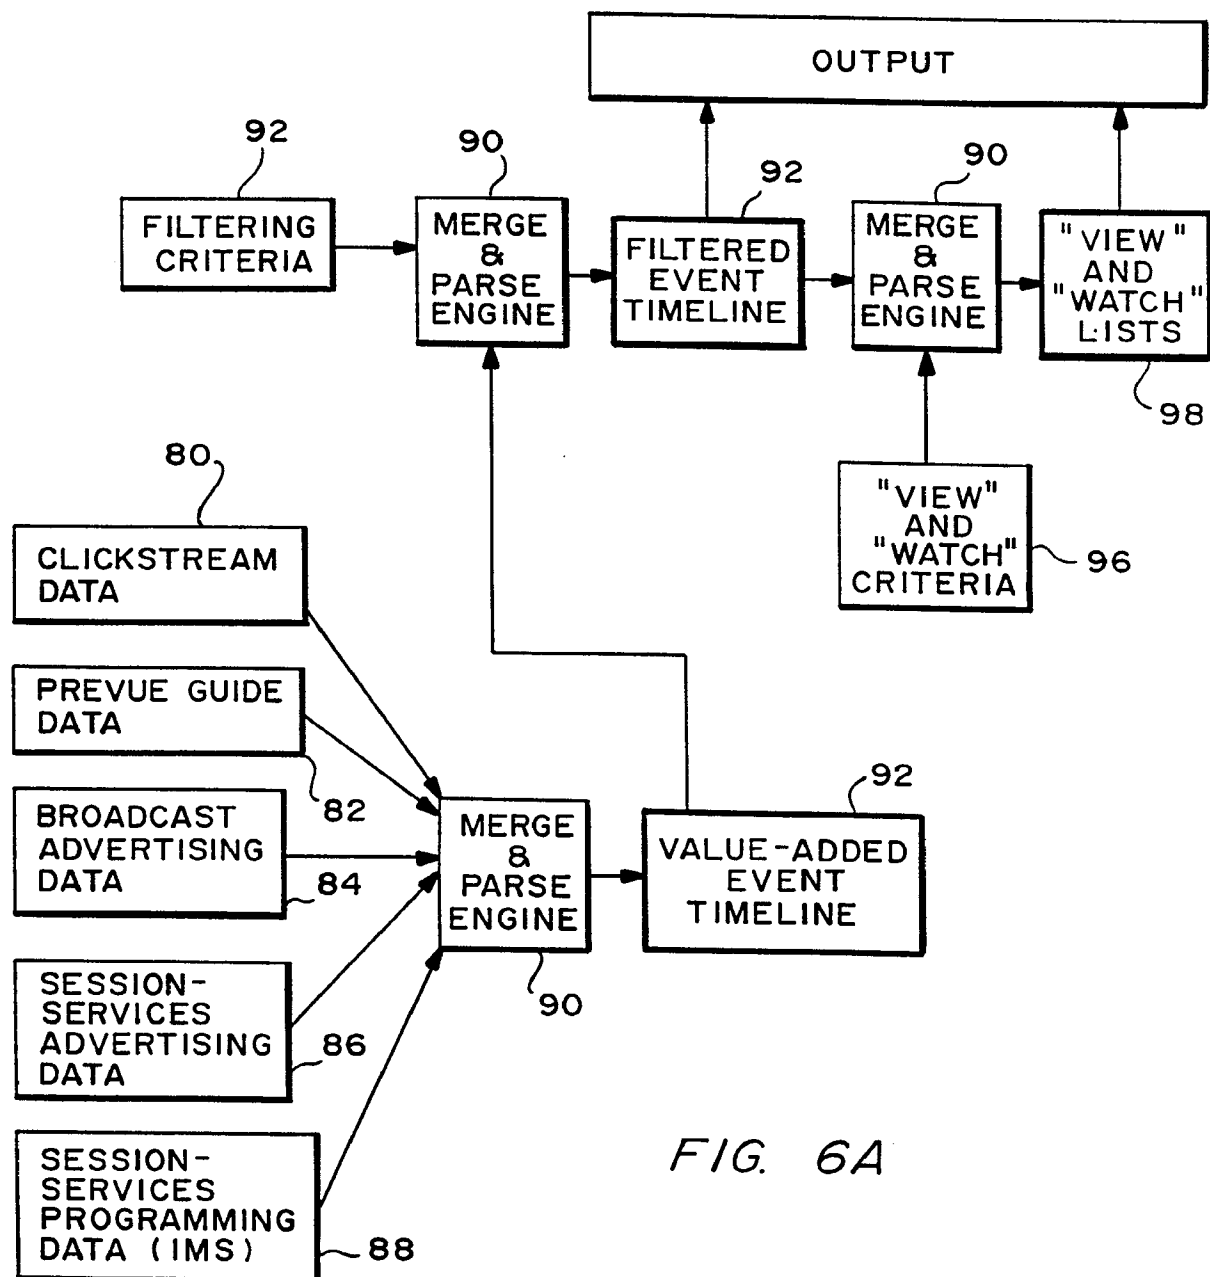 OUTPUT
92
FILTERING
CRITERIA
90
MERGE
&
PARSE
ENGINE
92
FILTERED
EVENT
TIMELINE
90
MERGE
&
PARSE
ENGINE
"VIEW"
AND
"WATCH"
LISTS
98
"VIEW"
AND
"WATCH"
CRITERIA
96
80
CLICKSTREAM
DATA
PREVUE GUIDE
DATA
82
BROADCAST
ADVERTISING
DATA
84
SESSION-
SERVICES
ADVERTISING
DATA
86
SESSION-
SERVICES
PROGRAMMING
DATA (IMS)
88
MERGE
&
PARSE
ENGINE
90
92
VALUE-ADDED
EVENT
TIMELINE
FIG. 6A